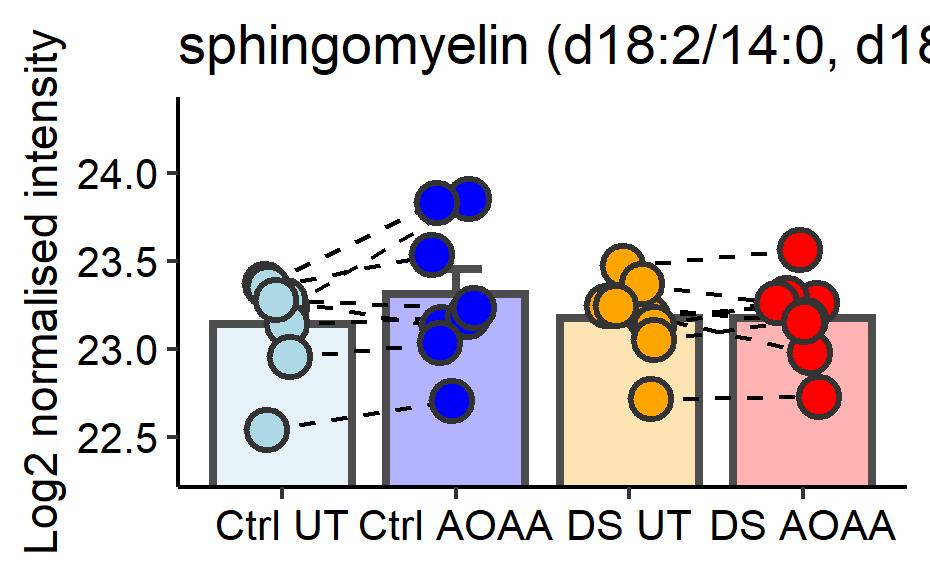 sphingomyelin (d18:2/14:0, d18
Log2 normalised intensity
24.0
23.5
23.0
22.5
Ctrl UT Ctrl AOAA DS UT DS AOAA